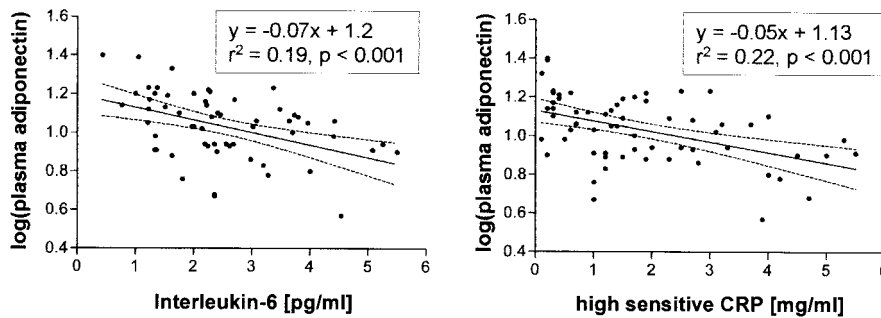 y = -0.07x + 1.2
r² = 0.19, p < 0.001
log(plasma adiponectin)
1.6
1.4
1.2
1.0
0.8
0.6
0.4
0 1 2 3 4 5 6
Interleukin-6 [pg/ml]
y = -0.05x + 1.13
r² = 0.22, p < 0.001
log(plasma adiponectin)
1.6
1.4
1.2
1.0
0.8
0.6
0.4
0 1 2 3 4 5 6
high sensitive CRP [mg/ml]